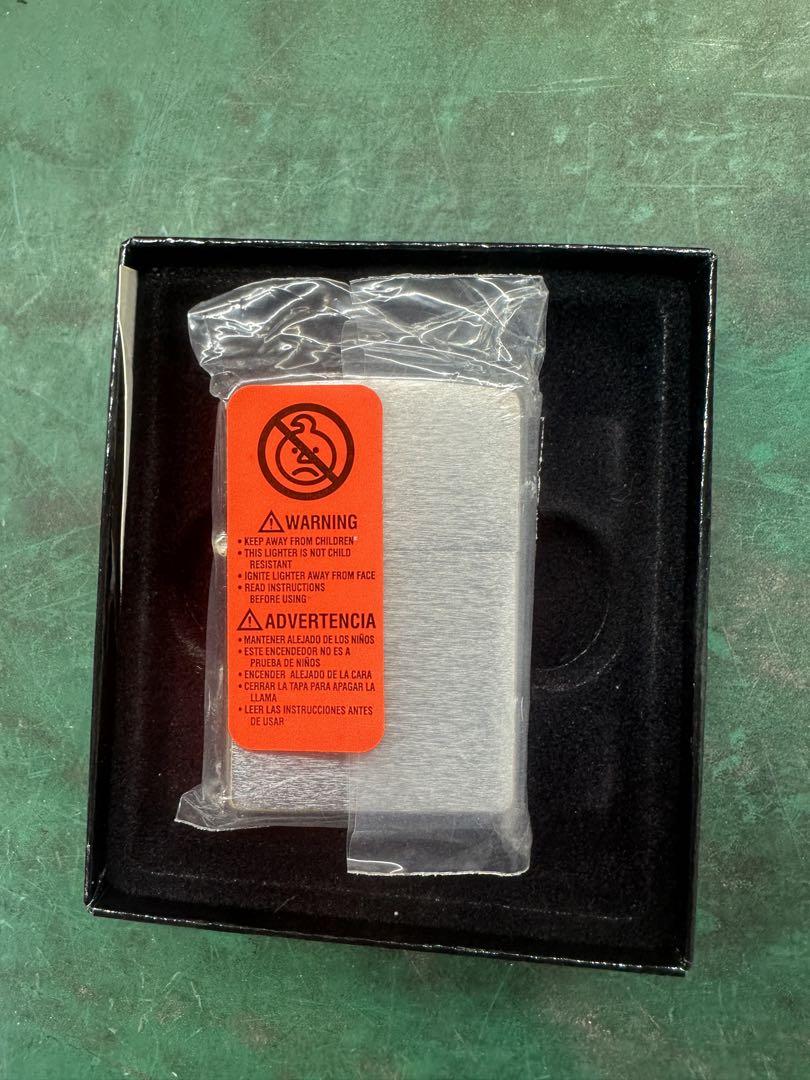 ⚠WARNING
• KEEP AWAY FROM CHILDREN
• THIS LIGHTER IS NOT CHILD
RESISTANT
• IGNITE LIGHTER AWAY FROM FACE
• READ INSTRUCTIONS
BEFORE USING
⚠ADVERTENCIA
• MANTENER ALEJADO DE LOS NIÑOS
• ESTE ENCENDEDOR NO ES A
PRUEBA DE NIÑOS
• ENCENDER ALEJADO DE LA CARA
• CERRAR LA TAPA PARA APAGAR LA
LLAMA
• LEER LAS INSTRUCCIONES ANTES
DE USAR